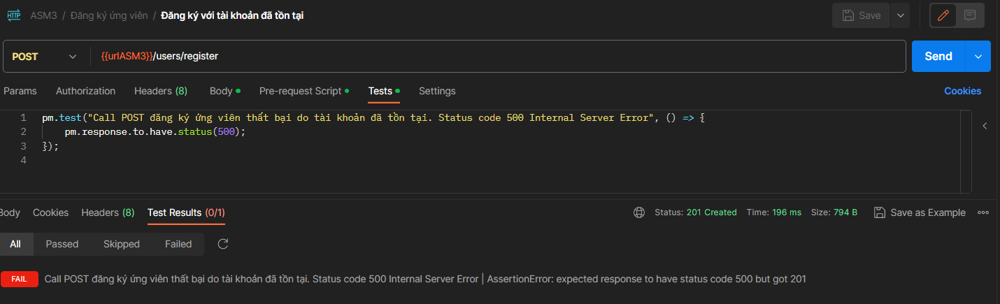 HTTP ASM3 / Đăng ký ứng viên / Đăng ký với tài khoản đã tồn tại Save
POST {{urlASM3}}/users/register Send
Params Authorization Headers (8) Body Pre-request Script Tests Settings Cookies
1 pm.test("Call POST đăng ký ứng viên thất bại do tài khoản đã tồn tại. Status code 500 Internal Server Error", () => {
2 pm.response.to.have.status(500);
3 });
4
Body Cookies Headers (8) Test Results (0/1) Status: 201 Created Time: 196 ms Size: 794 B Save as Example
All Passed Skipped Failed
FAIL Call POST đăng ký ứng viên thất bại do tài khoản đã tồn tại. Status code 500 Internal Server Error | AssertionError: expected response to have status code 500 but got 201